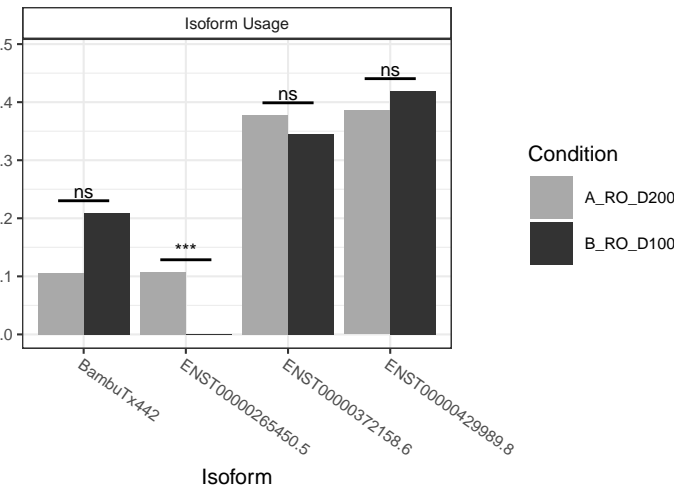 Isoform Usage
.5
.4
.3
.2
.1
.0
ns
***
ns
ns
BambuTx442
ENST00000265450.5
ENST00000372158.6
ENST00000429989.8
Isoform
Condition
A_RO_D200
B_RO_D100